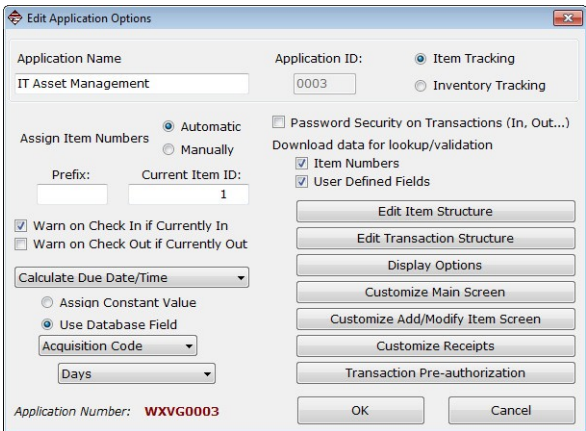 Edit Application Options
Application Name
Application ID:
Item Tracking
IT Asset Management
0003
Inventory Tracking
Assign Item Numbers
Automatic
Manually
Prefix:
Current Item ID:
1
Warn on Check In if Currently In
Warn on Check Out if Currently Out
Calculate Due Date/Time
Assign Constant Value
Use Database Field
Acquisition Code
Days
Application Number: WXVG0003
Password Security on Transactions (In, Out...)
Download data for lookup/validation
Item Numbers
User Defined Fields
Edit Item Structure
Edit Transaction Structure
Display Options
Customize Main Screen
Customize Add/Modify Item Screen
Customize Receipts
Transaction Pre-authorization
OK
Cancel